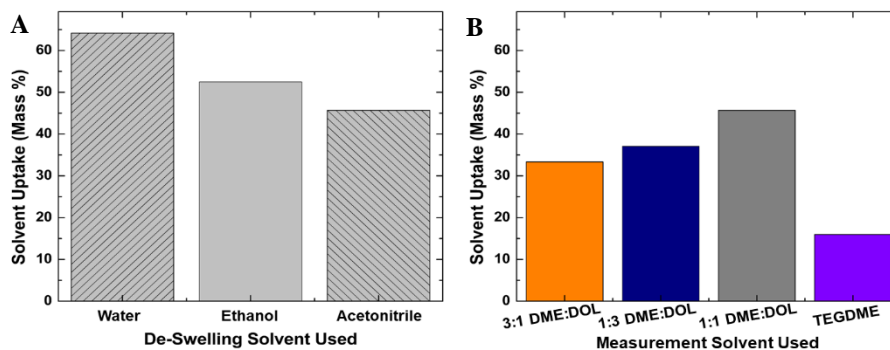 A
Solvent Uptake (Mass %)
60
50
40
30
20
10
0
Water Ethanol Acetonitrile
De-Swelling Solvent Used
B
Solvent Uptake (Mass %)
60
50
40
30
20
10
0
3:1 DME:DOL 1:3 DME:DOL 1:1 DME:DOL TEGDME
Measurement Solvent Used